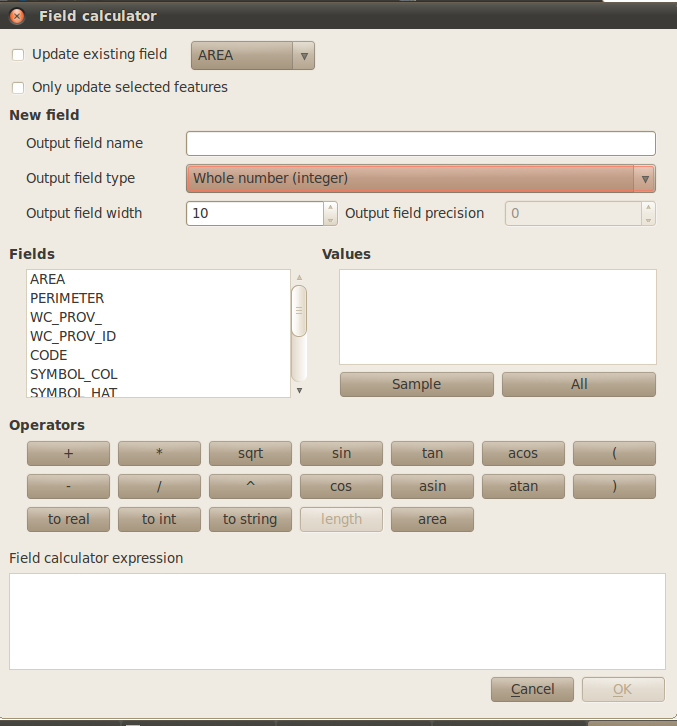 Field calculator
Update existing field AREA
Only update selected features
New field
Output field name
Output field type Whole number (integer)
Output field width 10 Output field precision 0
Fields Values
AREA
PERIMETER
WC_PROV_
WC_PROV_ID
CODE
SYMBOL_COL
SYMBOL_HAT
Sample All
Operators
+ * sqrt sin tan acos (
- / ^ cos asin atan )
to real to int to string length area
Field calculator expression
Cancel OK